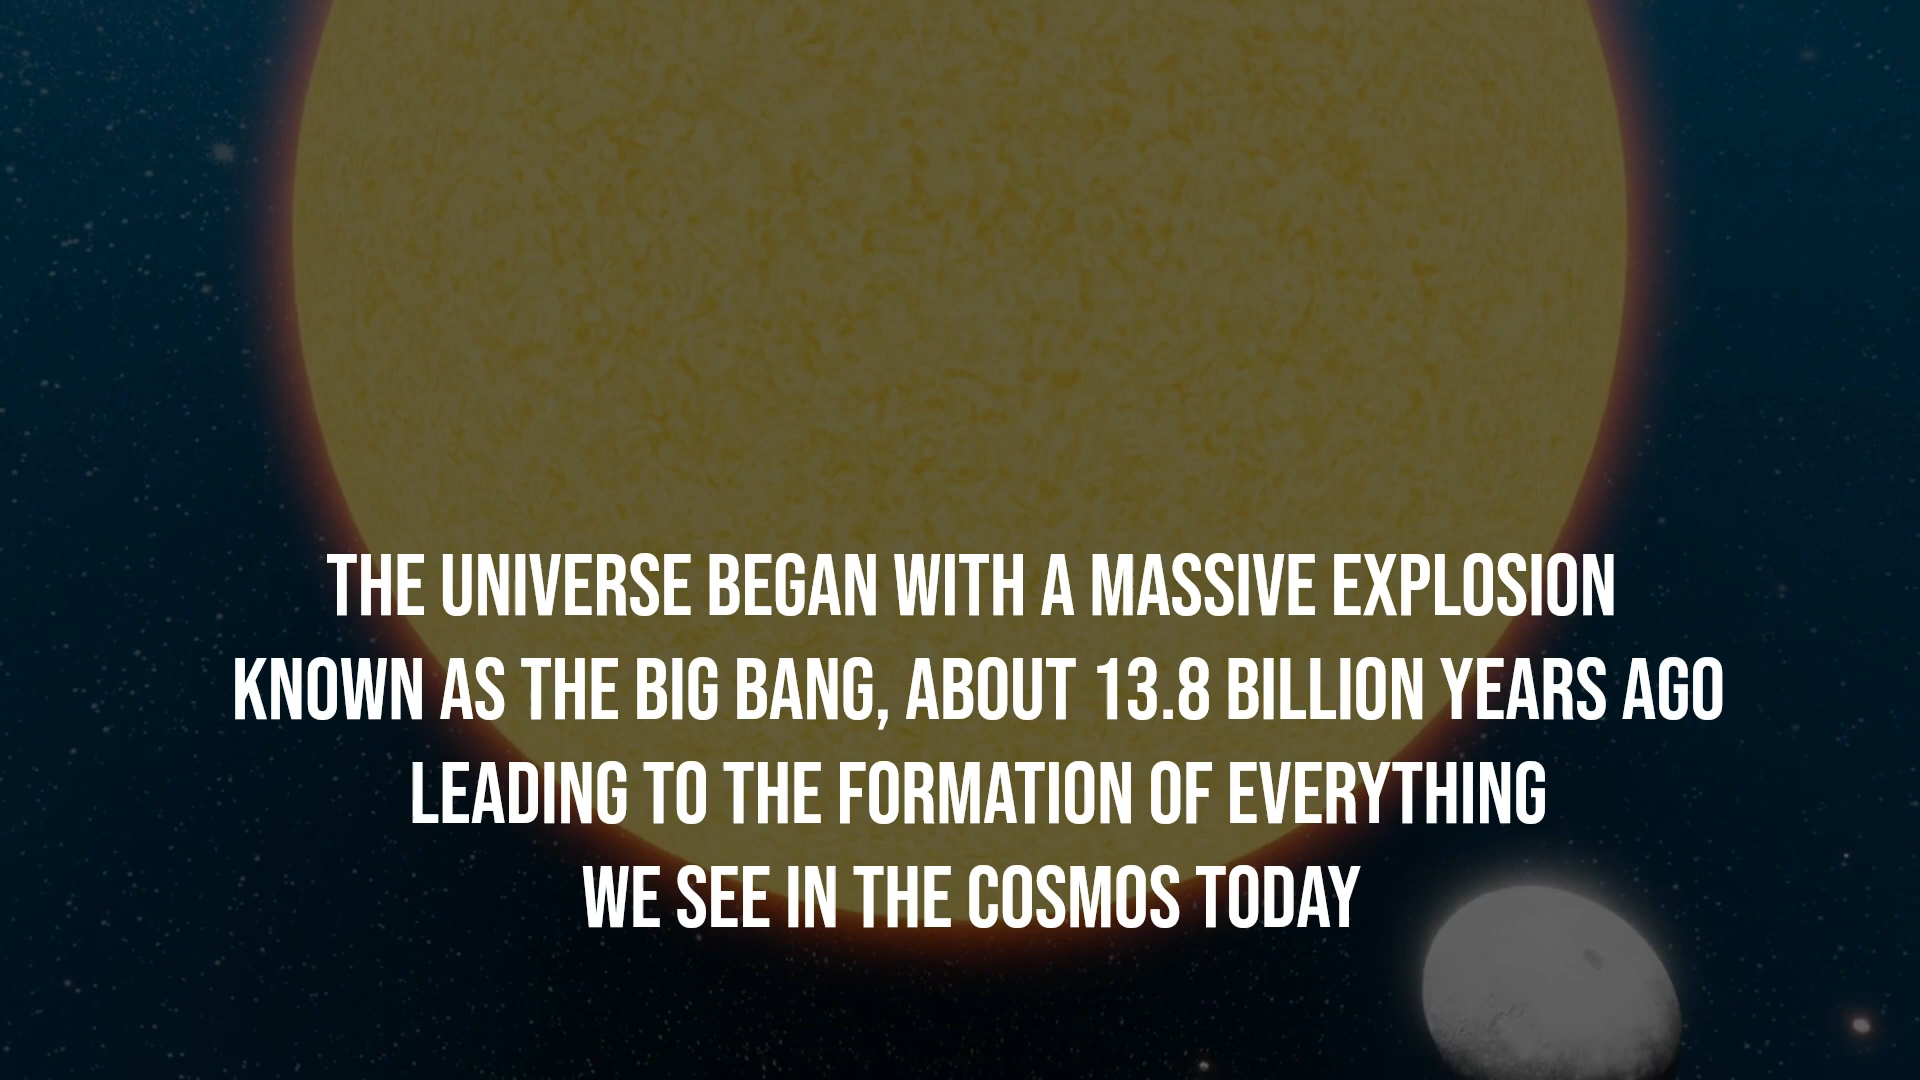 THE UNIVERSE BEGAN WITH A MASSIVE EXPLOSION
KNOWN AS THE BIG BANG, ABOUT 13.8 BILLION YEARS AGO
LEADING TO THE FORMATION OF EVERYTHING
WE SEE IN THE COSMOS TODAY